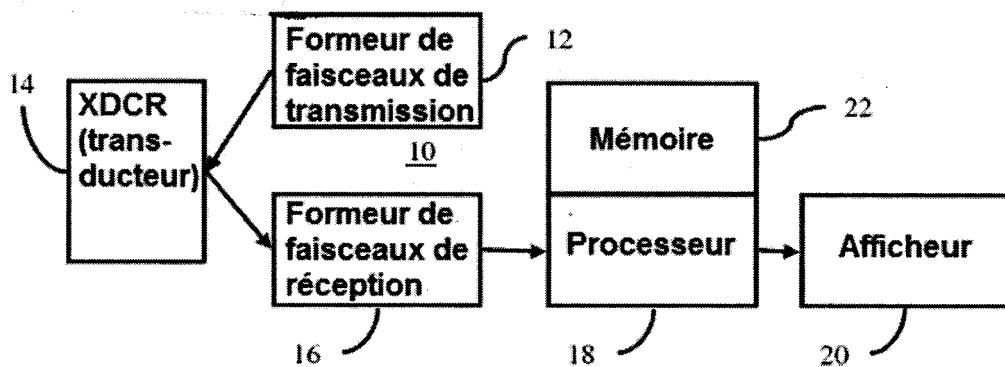 Formeur de
faisceaux de
transmission
12
14
XDCR
(trans-
ducteur)
10
Mémoire
22
Formeur de
faisceaux de
réception
Processeur
Afficheur
16
18
20